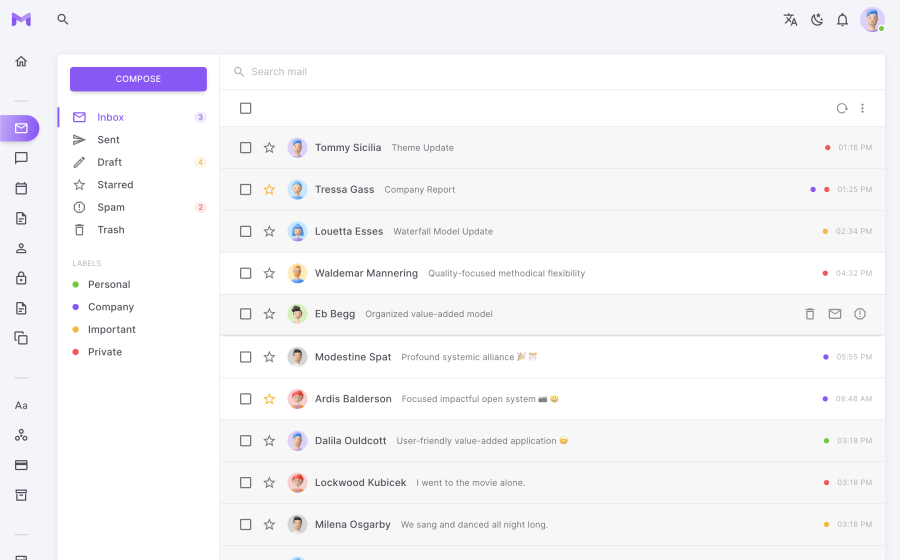 COMPOSE
Inbox 3
Sent
Draft 4
Starred
Spam 2
Trash
LABELS
Personal
Company
Important
Private
Aa
Search mail
Tommy Sicilia Theme Update 01:16 PM
Tressa Gass Company Report 01:25 PM
Louetta Esses Waterfall Model Update 02:34 PM
Waldemar Mannering Quality-focused methodical flexibility 04:32 PM
Eb Begg Organized value-added model
Modestine Spat Profound systemic alliance 🎉 🎊 05:55 PM
Ardis Balderson Focused impactful open system 📷 😀 08:48 AM
Dalila Ouldcott User-friendly value-added application 😊 03:18 PM
Lockwood Kubicek I went to the movie alone. 03:18 PM
Milena Osgarby We sang and danced all night long. 03:18 PM